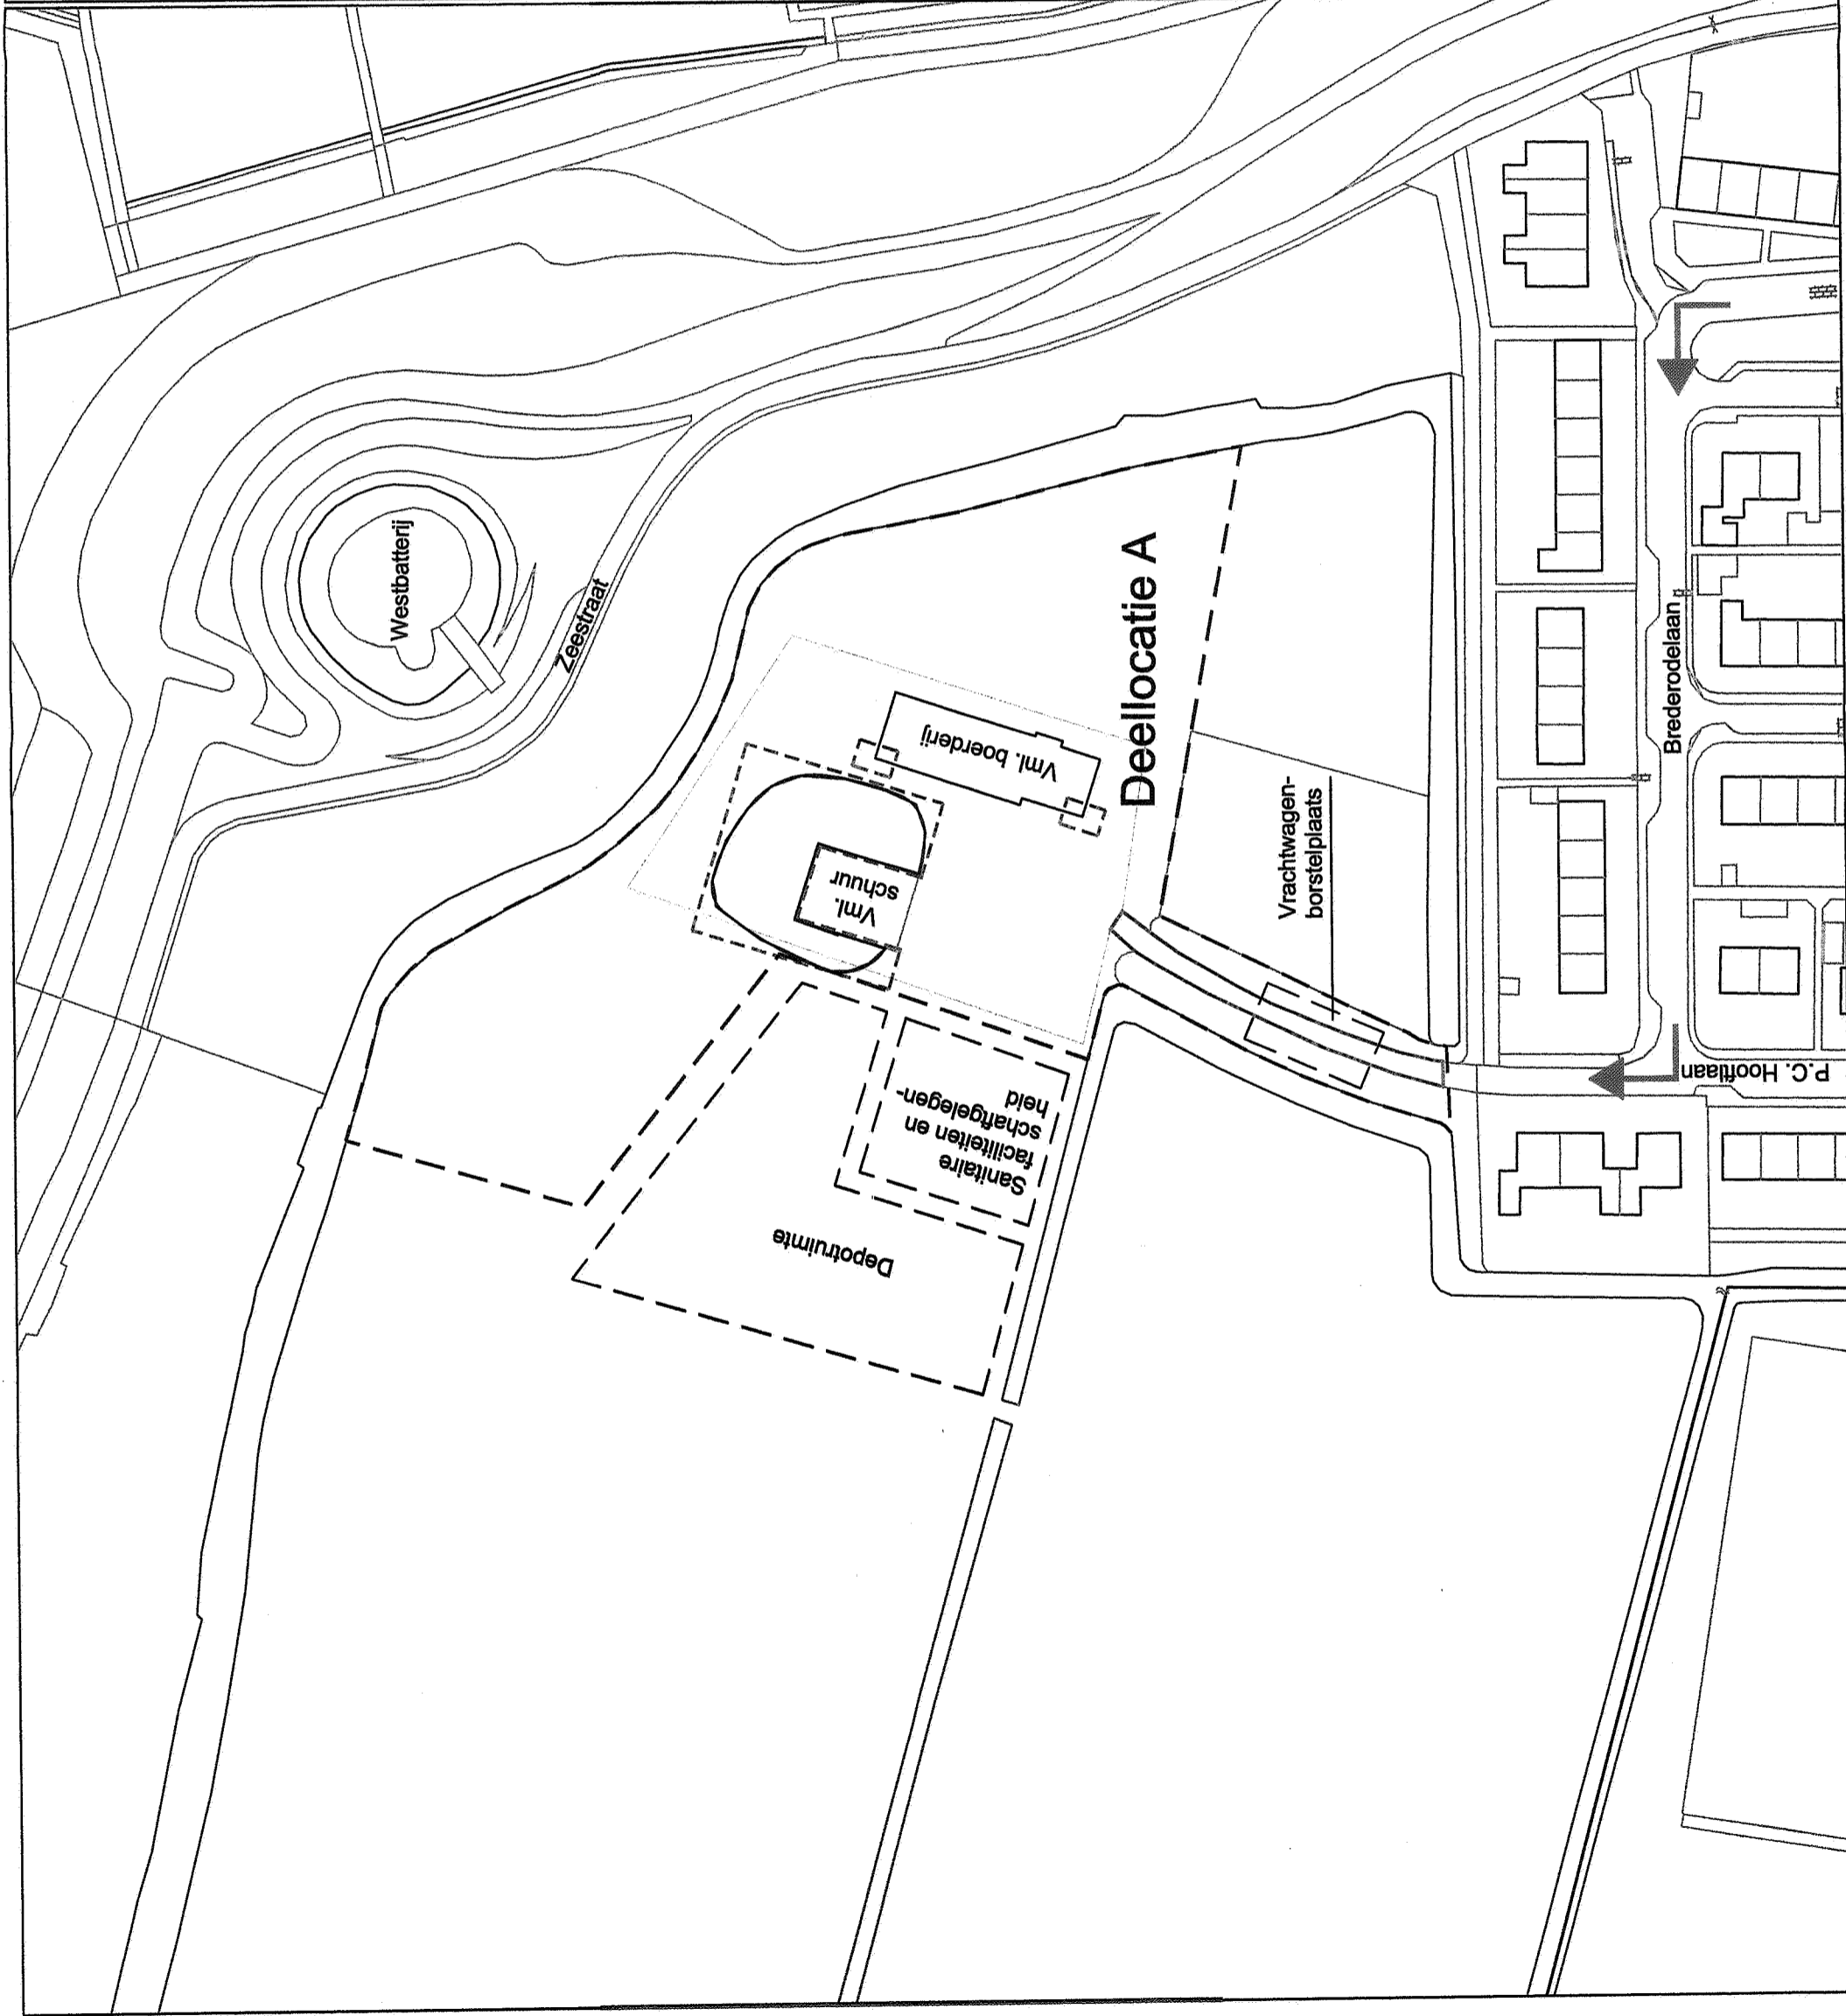 Westbatterij
Zeestraat
Deellocatie A
Vml. boerderij
Vml.
schuur
Vrachtwagen-
borstelplaats
Sanitaire
faciliteiten en
schaftgelegen-
heid
Depotruimte
Brederodelaan
P.C. Hooftlaan